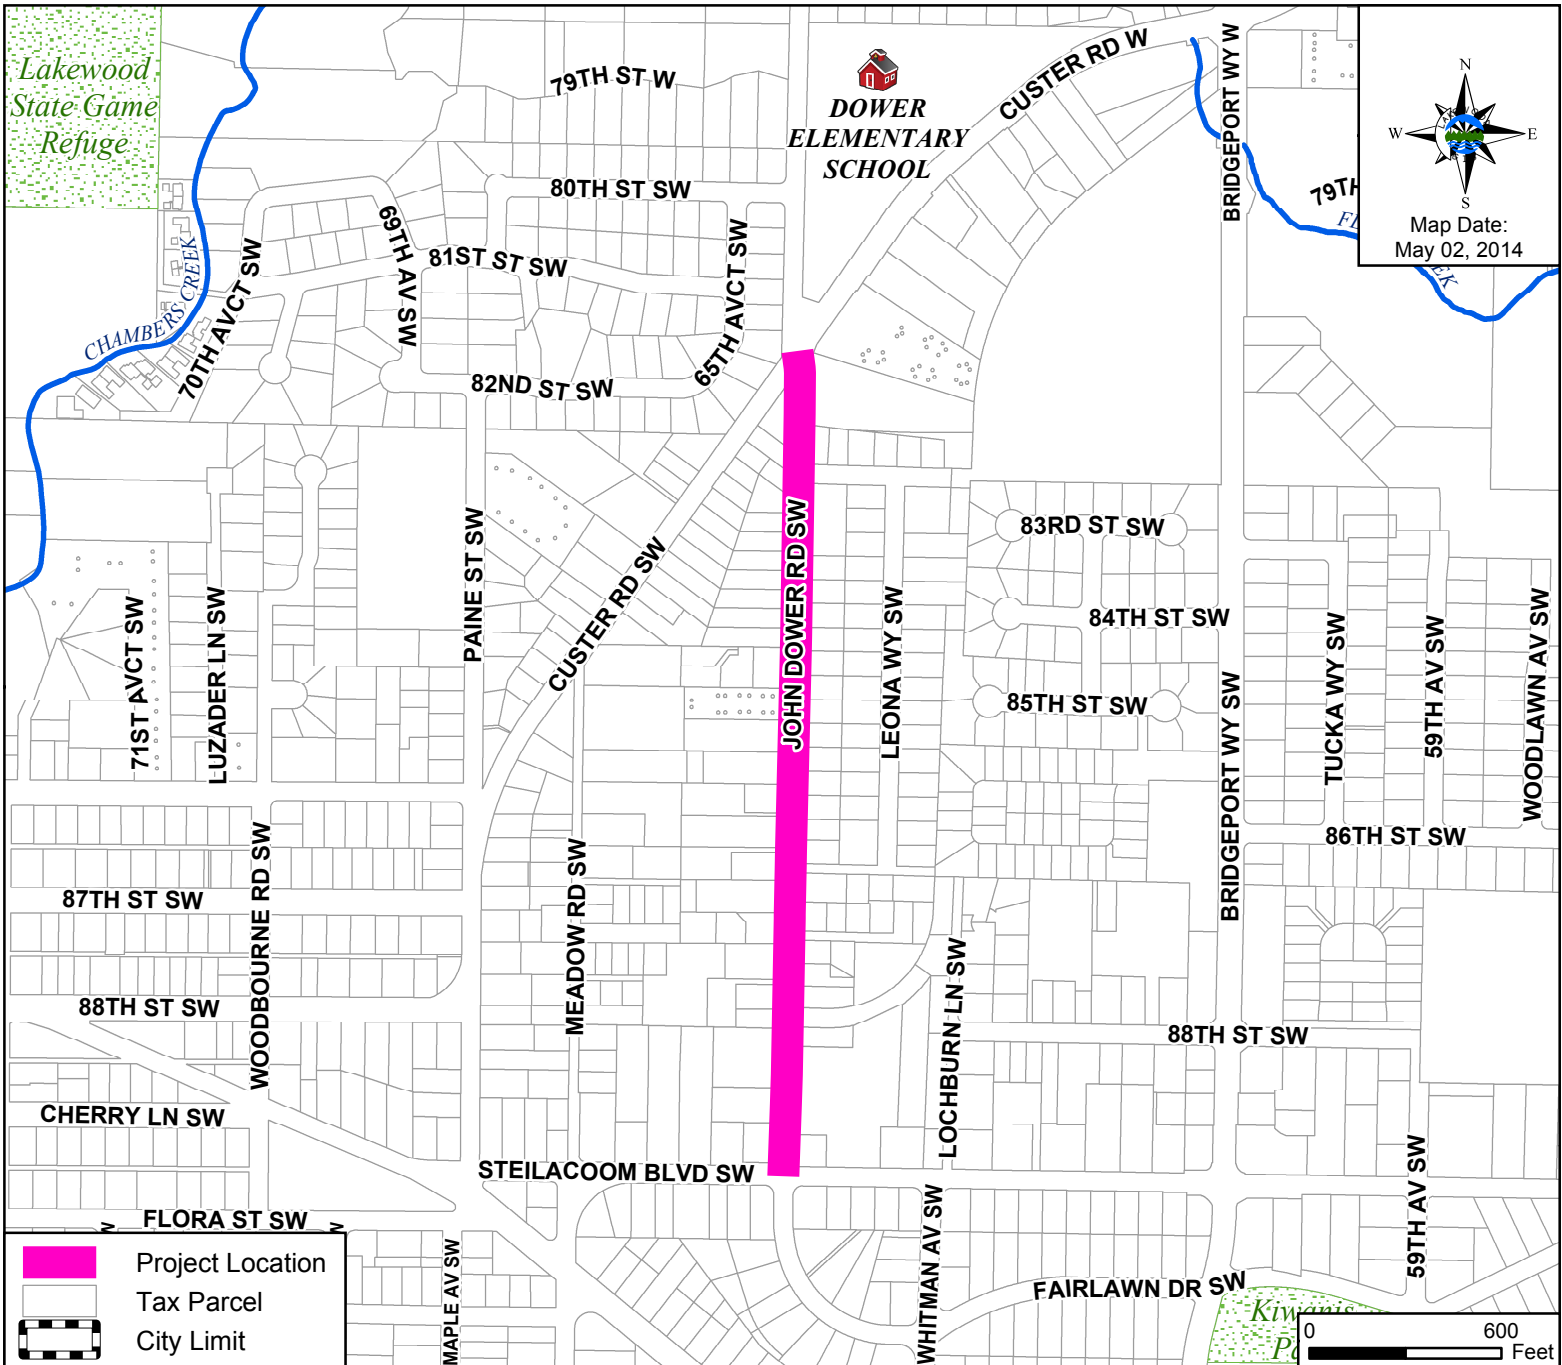 Lakewood
State Game
Refuge
79TH ST W
DOWER
ELEMENTARY
SCHOOL
CUSTER RD W
BRIDGEPORT WY W
N
W
E
S
Map Date:
May 02, 2014
79TH
80TH ST SW
69TH AV SW
81ST ST SW
65TH AVCT SW
70TH AVCT SW
CHAMBERS CREEK
82ND ST SW
JOHN DOWER RD SW
83RD ST SW
PAINE ST SW
CUSTER RD SW
LEONA WY SW
84TH ST SW
71ST AVCT SW
LUZADER LN SW
TUCKA WY SW
59TH AV SW
WOODLAWN AV SW
85TH ST SW
BRIDGEPORT WY SW
86TH ST SW
87TH ST SW
WOODBOURNE RD SW
MEADOW RD SW
88TH ST SW
LOCHBURN LN SW
88TH ST SW
CHERRY LN SW
STEILACOOM BLVD SW
59TH AV SW
FLORA ST SW
WHITMAN AV SW
MAPLE AV SW
FAIRLAWN DR SW
Kiwanis
Project Location
Tax Parcel
City Limit
0 600
Feet